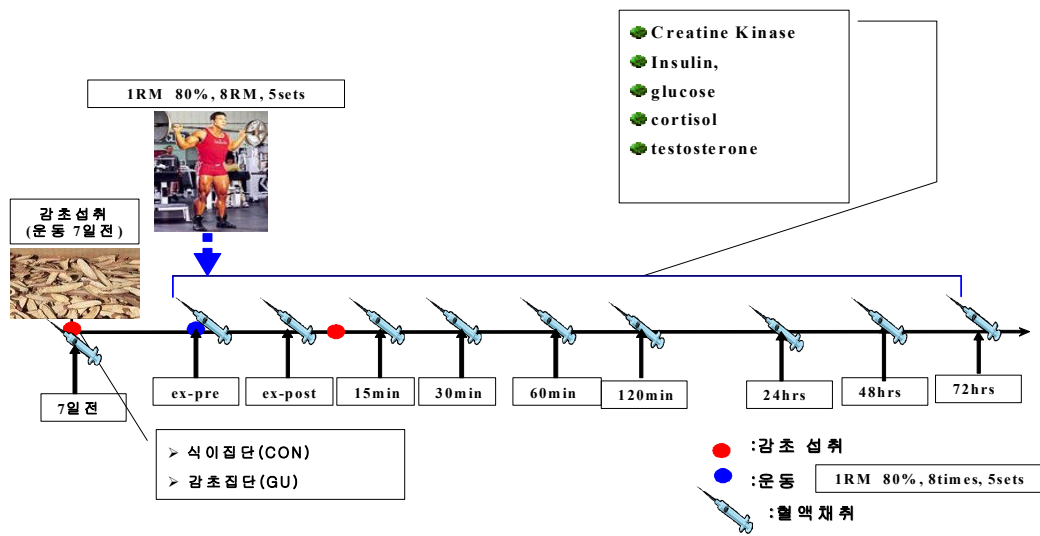 Creatine Kinase
Insulin,
glucose
cortisol
testosterone
1RM 80%, 8RM, 5sets
감초섭취
(운동 7일전)
7일전
ex-pre
ex-post
15min
30min
60min
120min
24hrs
48hrs
72hrs
식이집단(CON)
감초집단(GU)
:감초 섭취
:운동
1RM 80%, 8times, 5sets
:혈액채취